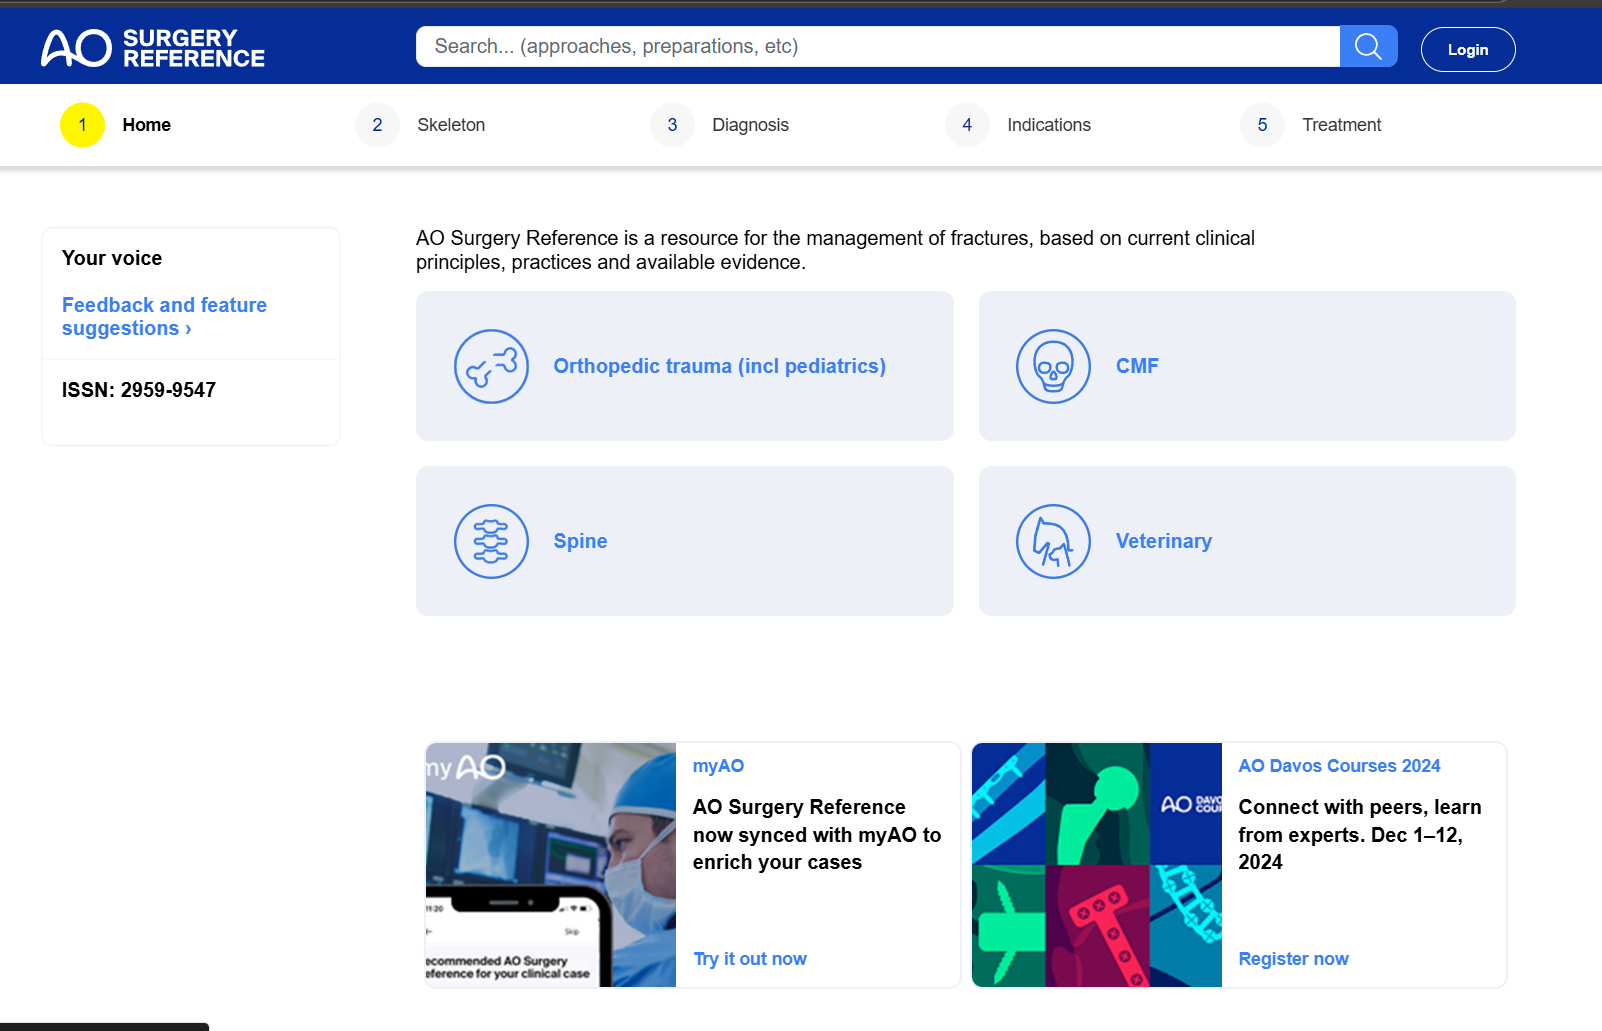 AO SURGERY
REFERENCE
Search... (approaches, preparations, etc)
Login
1 Home
2 Skeleton
3 Diagnosis
4 Indications
5 Treatment
Your voice
Feedback and feature
suggestions ›
ISSN: 2959-9547
AO Surgery Reference is a resource for the management of fractures, based on current clinical
principles, practices and available evidence.
Orthopedic trauma (incl pediatrics)
CMF
Spine
Veterinary
my AO
11:20
Skip
ecommended AO Surgery
eference for your clinical case
myAO
AO Surgery Reference
now synced with myAO to
enrich your cases
Try it out now
AO DAVO
COUR
AO Davos Courses 2024
Connect with peers, learn
from experts. Dec 1–12,
2024
Register now